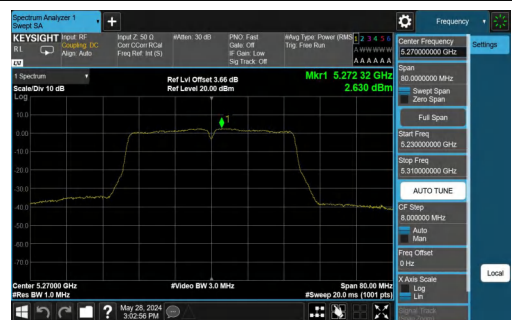 Spectrum Analyzer 1
Swept SA
+
Frequency
KEYSIGHT
Input: RF
Input Z: 50 Ω
#Atten: 30 dB
PNO: Fast
#Avg Type: Power (RMS
1 2 3 4 5 6
RL
Coupling: DC
Corr CCorr RCal
Gate: Off
Trig: Free Run
Align: Auto
Freq Ref: Int (S)
IF Gain: Low
A W W W W W
Sig Track: Off
A A A A A A
LXI
1 Spectrum
Ref Lvl Offset 3.66 dB
Mkr1 5.272 32 GHz
Scale/Div 10 dB
Ref Level 20.00 dBm
2.630 dBm
Log
10.0
1
0.00
-10.0
-20.0
-30.0
-40.0
-50.0
-60.0
-70.0
Center 5.27000 GHz
#Video BW 3.0 MHz
Span 80.00 MHz
#Res BW 1.0 MHz
#Sweep 20.0 ms (1001 pts)
May 28, 2024
3:02:56 PM
?
Center Frequency
5.270000000 GHz
Settings
Span
80.0000000 MHz
Swept Span
Zero Span
Full Span
Start Freq
5.230000000 GHz
Stop Freq
5.310000000 GHz
AUTO TUNE
CF Step
8.000000 MHz
Auto
Man
Freq Offset
0 Hz
X Axis Scale
Log
Lin
Local
Signal Track